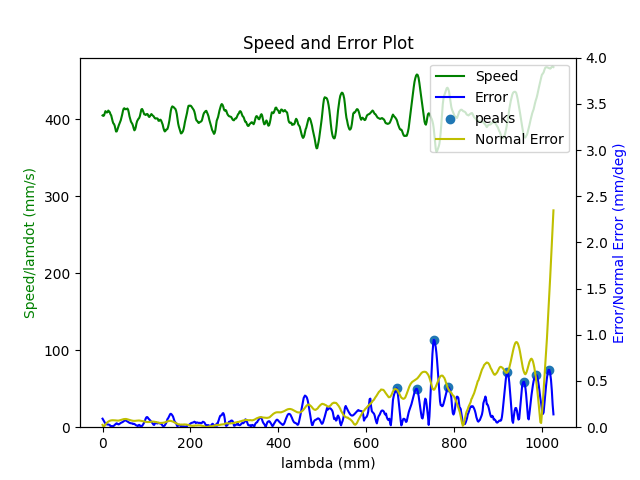 Speed and Error Plot
Speed
Error
peaks
Normal Error
Speed/lamdot (mm/s)
400
300
200
100
0
4.0
3.5
3.0
2.5
2.0
1.5
1.0
0.5
0.0
Error/Normal Error (mm/deg)
0 200 400 600 800 1000
lambda (mm)